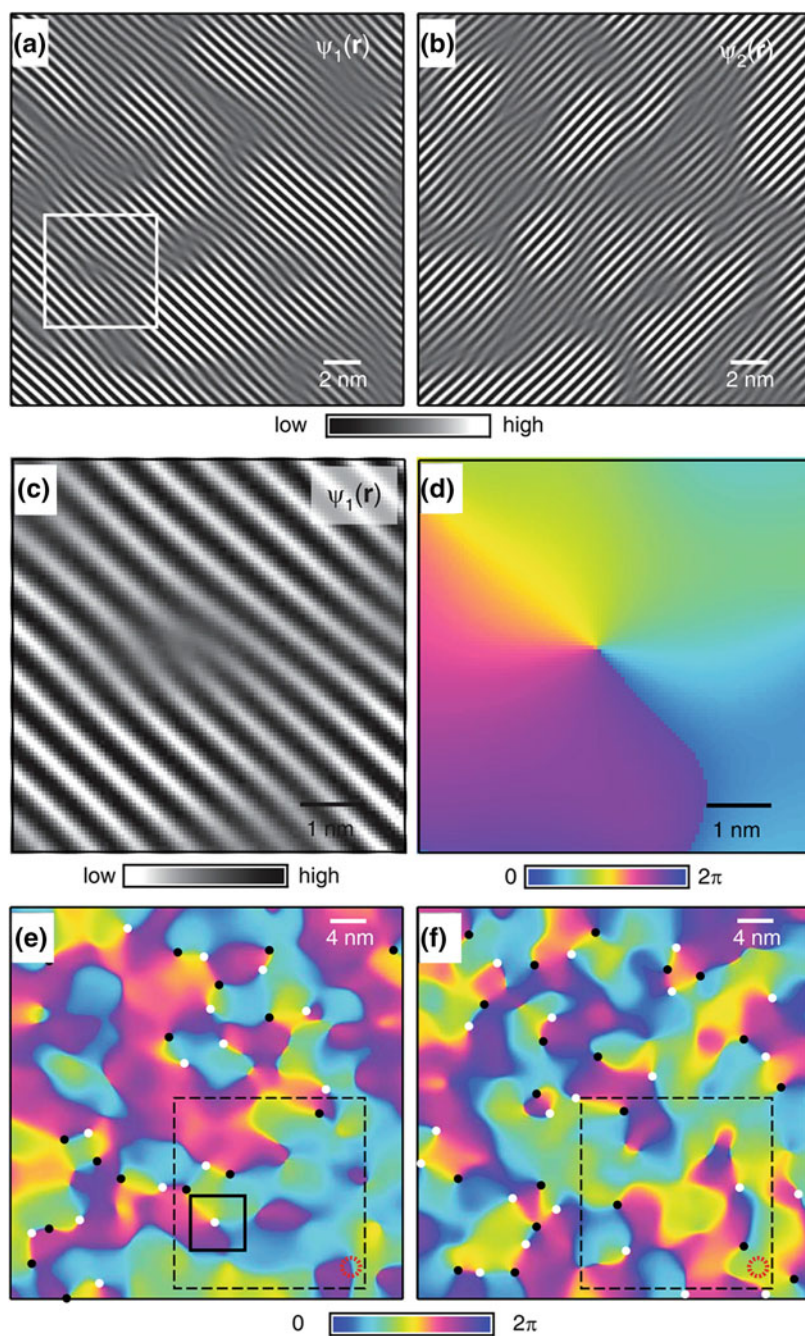 (a) ψ₁(r)
(b) ψ₂(r)
2 nm
2 nm
low high
(c) ψ₁(r)
(d)
1 nm
1 nm
low high
0 2π
(e) 4 nm
(f) 4 nm
0 2π